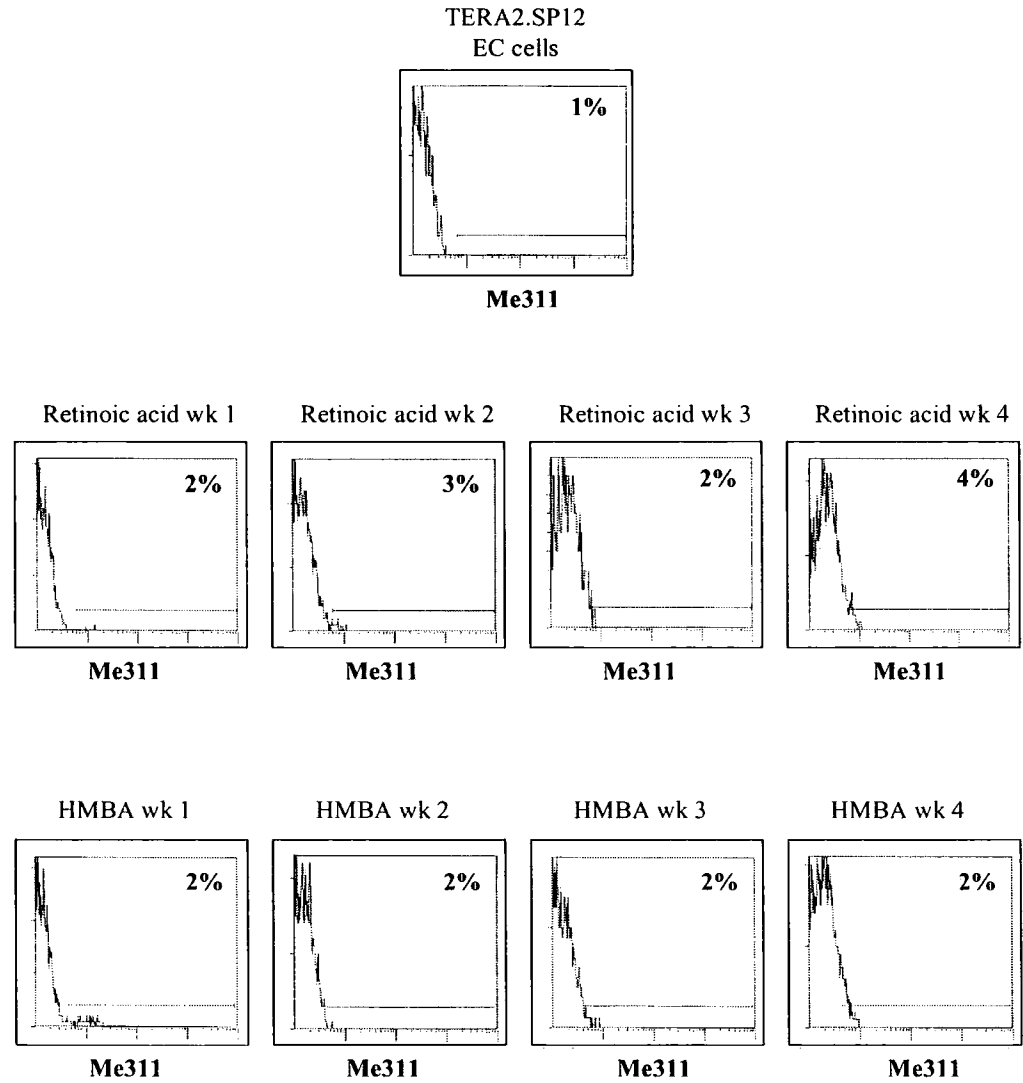 TERA2.SP12
EC cells
1%
Me311
Retinoic acid wk 1 Retinoic acid wk 2 Retinoic acid wk 3 Retinoic acid wk 4
2% 3% 2% 4%
Me311 Me311 Me311 Me311
HMBA wk 1 HMBA wk 2 HMBA wk 3 HMBA wk 4
2% 2% 2% 2%
Me311 Me311 Me311 Me311